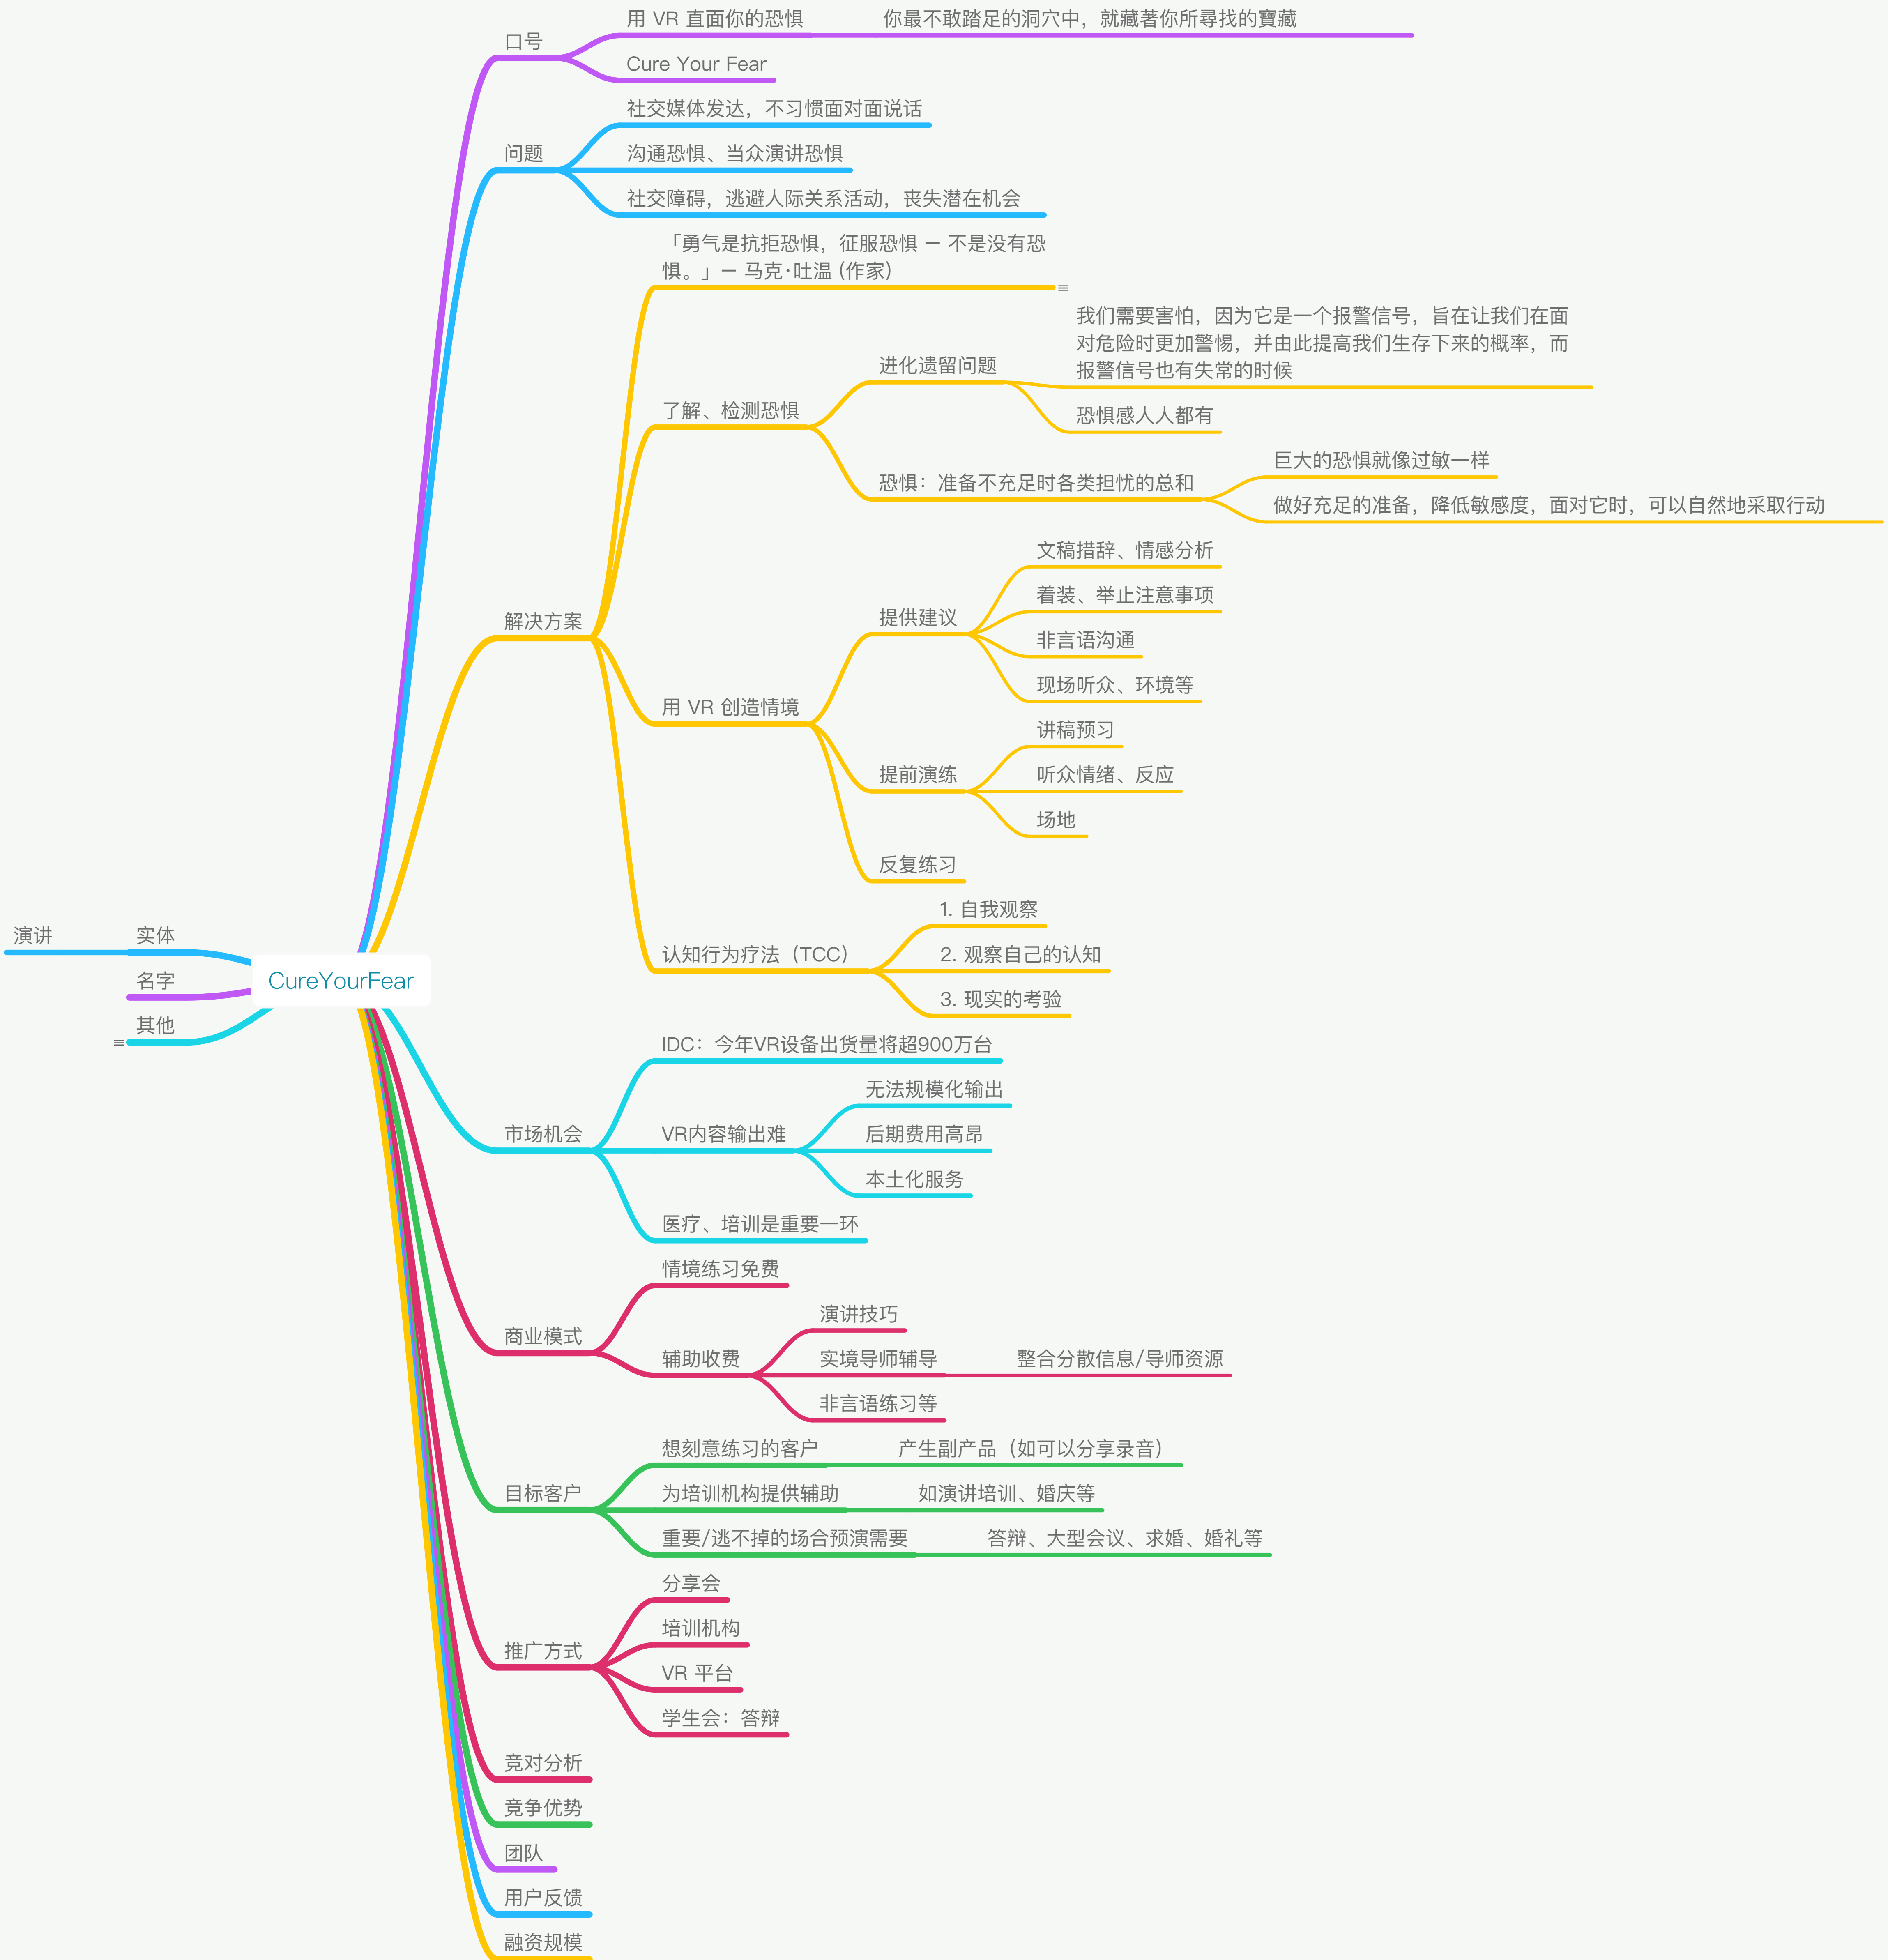 口号
用 VR 直面你的恐惧
你最不敢踏足的洞穴中，就藏著你所尋找的寶藏
Cure Your Fear
问题
社交媒体发达，不习惯面对面说话
沟通恐惧、当众演讲恐惧
社交障碍，逃避人际关系活动，丧失潜在机会
解决方案
「勇气是抗拒恐惧，征服恐惧 － 不是没有恐
惧。」－ 马克·吐温 (作家)
了解、检测恐惧
进化遗留问题
我们需要害怕，因为它是一个报警信号，旨在让我们在面
对危险时更加警惕，并由此提高我们生存下来的概率，而
报警信号也有失常的时候
恐惧感人人都有
恐惧：准备不充足时各类担忧的总和
巨大的恐惧就像过敏一样
做好充足的准备，降低敏感度，面对它时，可以自然地采取行动
用 VR 创造情境
提供建议
文稿措辞、情感分析
着装、举止注意事项
非言语沟通
现场听众、环境等
提前演练
讲稿预习
听众情绪、反应
场地
反复练习
认知行为疗法（TCC）
1. 自我观察
2. 观察自己的认知
3. 现实的考验
演讲
实体
名字
其他
CureYourFear
市场机会
IDC：今年VR设备出货量将超900万台
VR内容输出难
无法规模化输出
后期费用高昂
本土化服务
医疗、培训是重要一环
商业模式
情境练习免费
辅助收费
演讲技巧
实境导师辅导
整合分散信息/导师资源
非言语练习等
目标客户
想刻意练习的客户
产生副产品（如可以分享录音）
为培训机构提供辅助
如演讲培训、婚庆等
重要/逃不掉的场合预演需要
答辩、大型会议、求婚、婚礼等
推广方式
分享会
培训机构
VR 平台
学生会：答辩
竞对分析
竞争优势
团队
用户反馈
融资规模